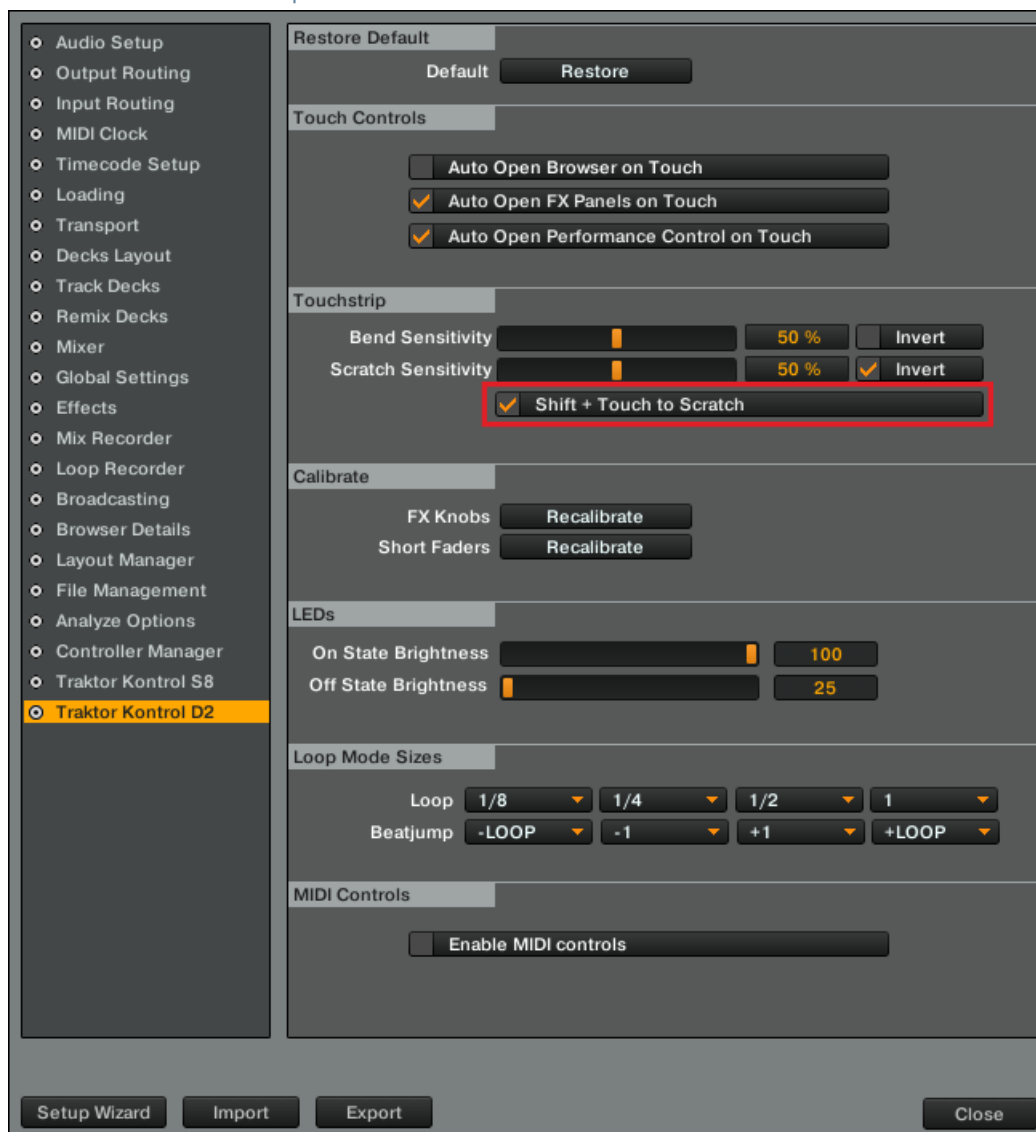 Audio Setup
Output Routing
Input Routing
MIDI Clock
Timecode Setup
Loading
Transport
Decks Layout
Track Decks
Remix Decks
Mixer
Global Settings
Effects
Mix Recorder
Loop Recorder
Broadcasting
Browser Details
Layout Manager
File Management
Analyze Options
Controller Manager
Traktor Kontrol S8
Traktor Kontrol D2
Restore Default
Default Restore
Touch Controls
Auto Open Browser on Touch
Auto Open FX Panels on Touch
Auto Open Performance Control on Touch
Touchstrip
Bend Sensitivity 50 % Invert
Scratch Sensitivity 50 % Invert
Shift + Touch to Scratch
Calibrate
FX Knobs Recalibrate
Short Faders Recalibrate
LEDs
On State Brightness 100
Off State Brightness 25
Loop Mode Sizes
Loop 1/8 1/4 1/2 1
Beatjump -LOOP -1 +1 +LOOP
MIDI Controls
Enable MIDI controls
Setup Wizard Import Export Close